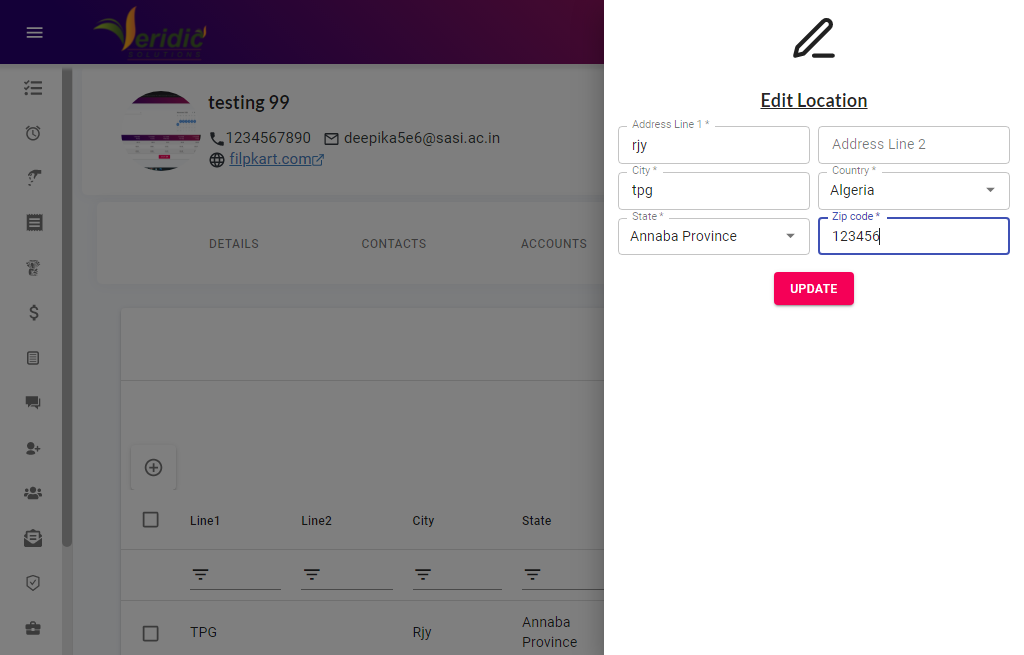 Veridic
SOLUTIONS
testing 99
1234567890 deepika5e6@sasi.ac.in
filpkart.com
DETAILS CONTACTS ACCOUNTS
Line1 Line2 City State
TPG Rjy Annaba
Province
Edit Location
Address Line 1 *
rjy
Address Line 2
City *
tpg
Country *
Algeria
State *
Annaba Province
Zip code *
123456
UPDATE